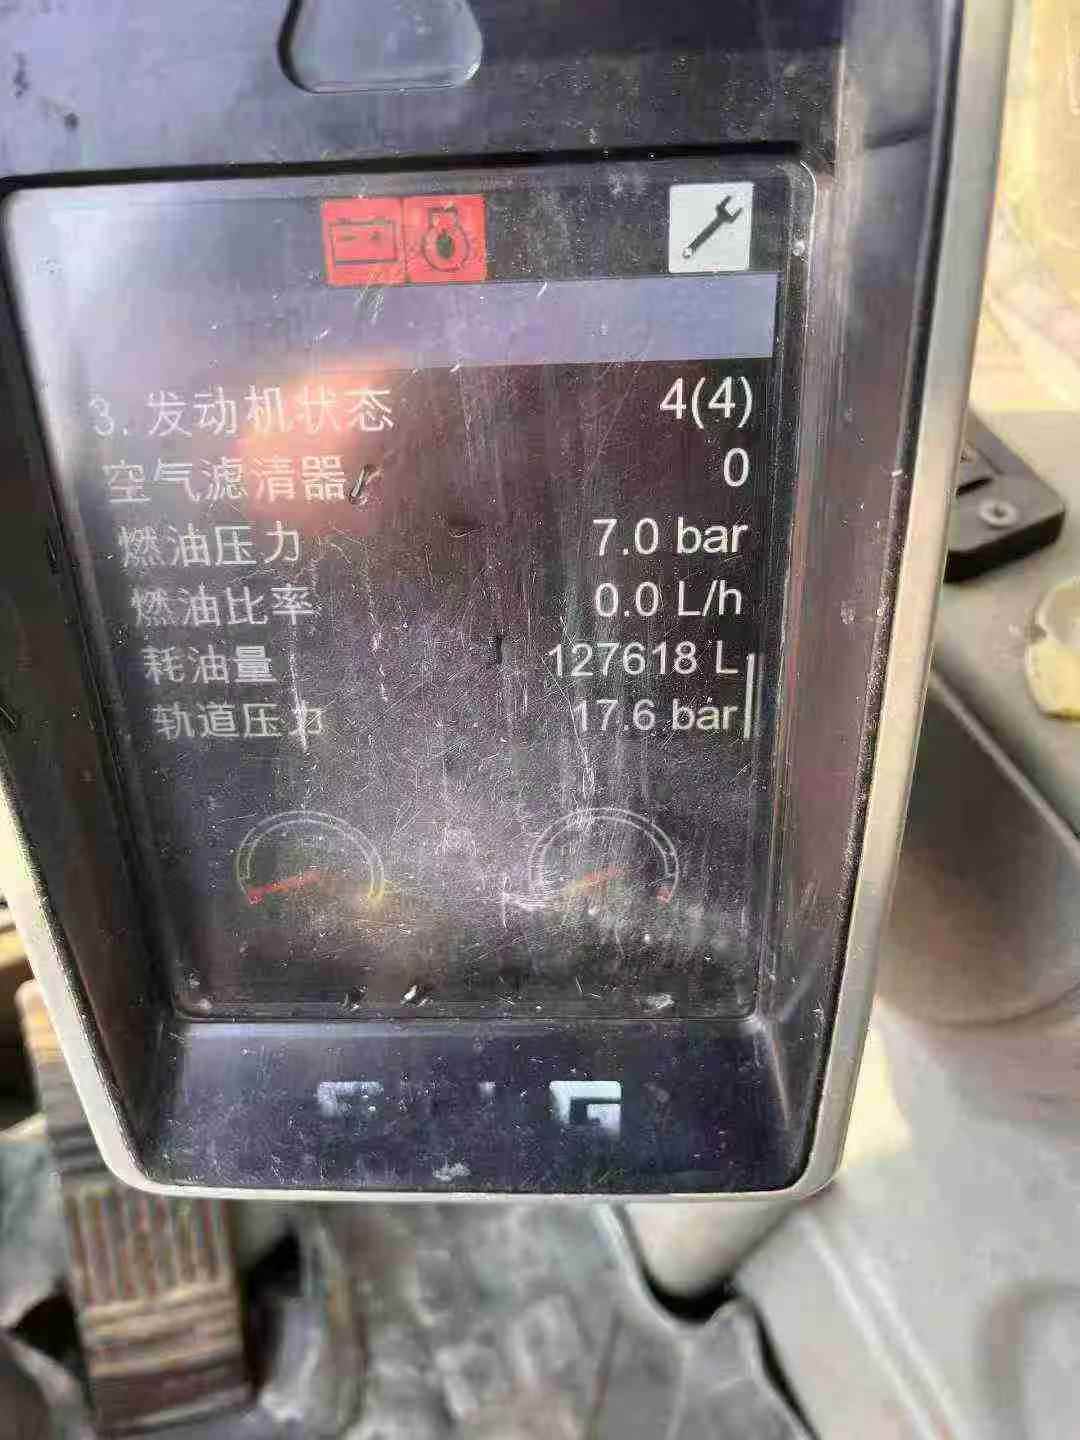 3. 发动机状态 4(4)
空气滤清器 0
燃油压力 7.0 bar
燃油比率 0.0 L/h
耗油量 127618 L
轨道压力 17.6 bar